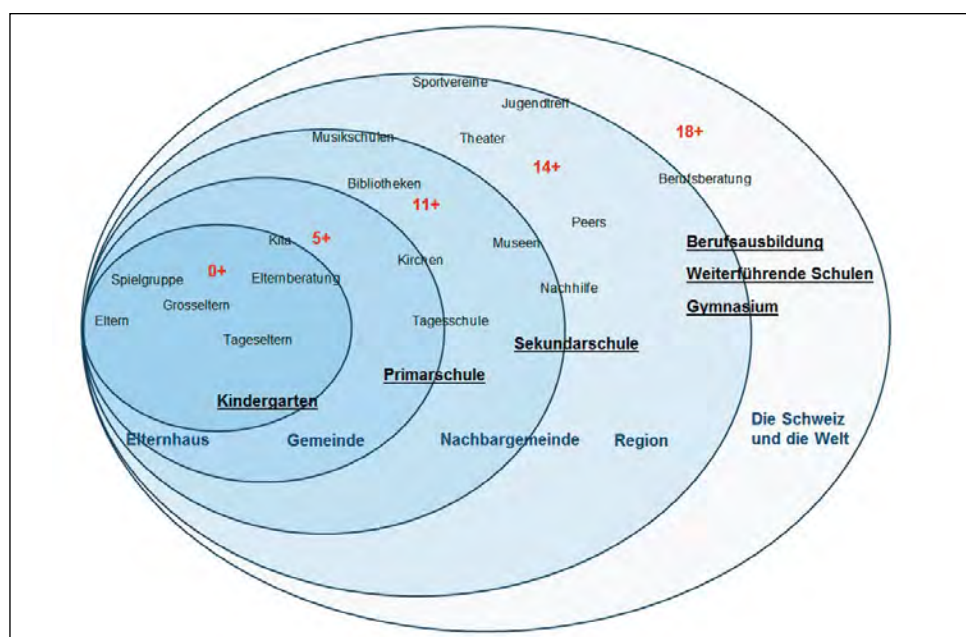 Sportvereine
Jugendtreff
18+
Musikschulen
Theater
14+
Berufsberatung
Bibliotheken
11+
Peers
Kita
5+
Museen
Berufsausbildung
Kirchen
Spielgruppe
0+
Elternberatung
Weiterführende Schulen
Nachhilfe
Grosseltern
Gymnasium
Eltern
Tagesschule
Tageseltern
Sekundarschule
Primarschule
Kindergarten
Elternhaus
Gemeinde
Nachbargemeinde
Region
Die Schweiz
und die Welt